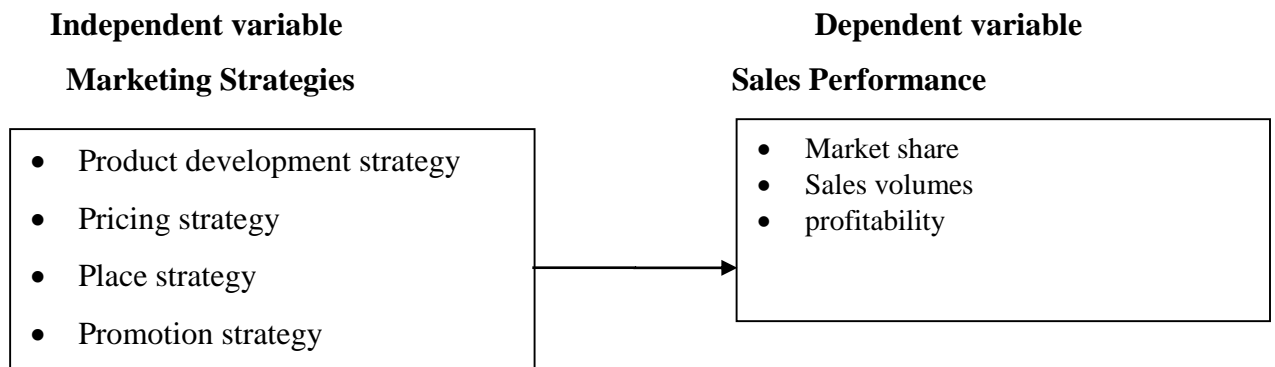 Independent variable
Dependent variable
Marketing Strategies
Sales Performance
• Product development strategy
• Pricing strategy
• Place strategy
• Promotion strategy
• Market share
• Sales volumes
• profitability